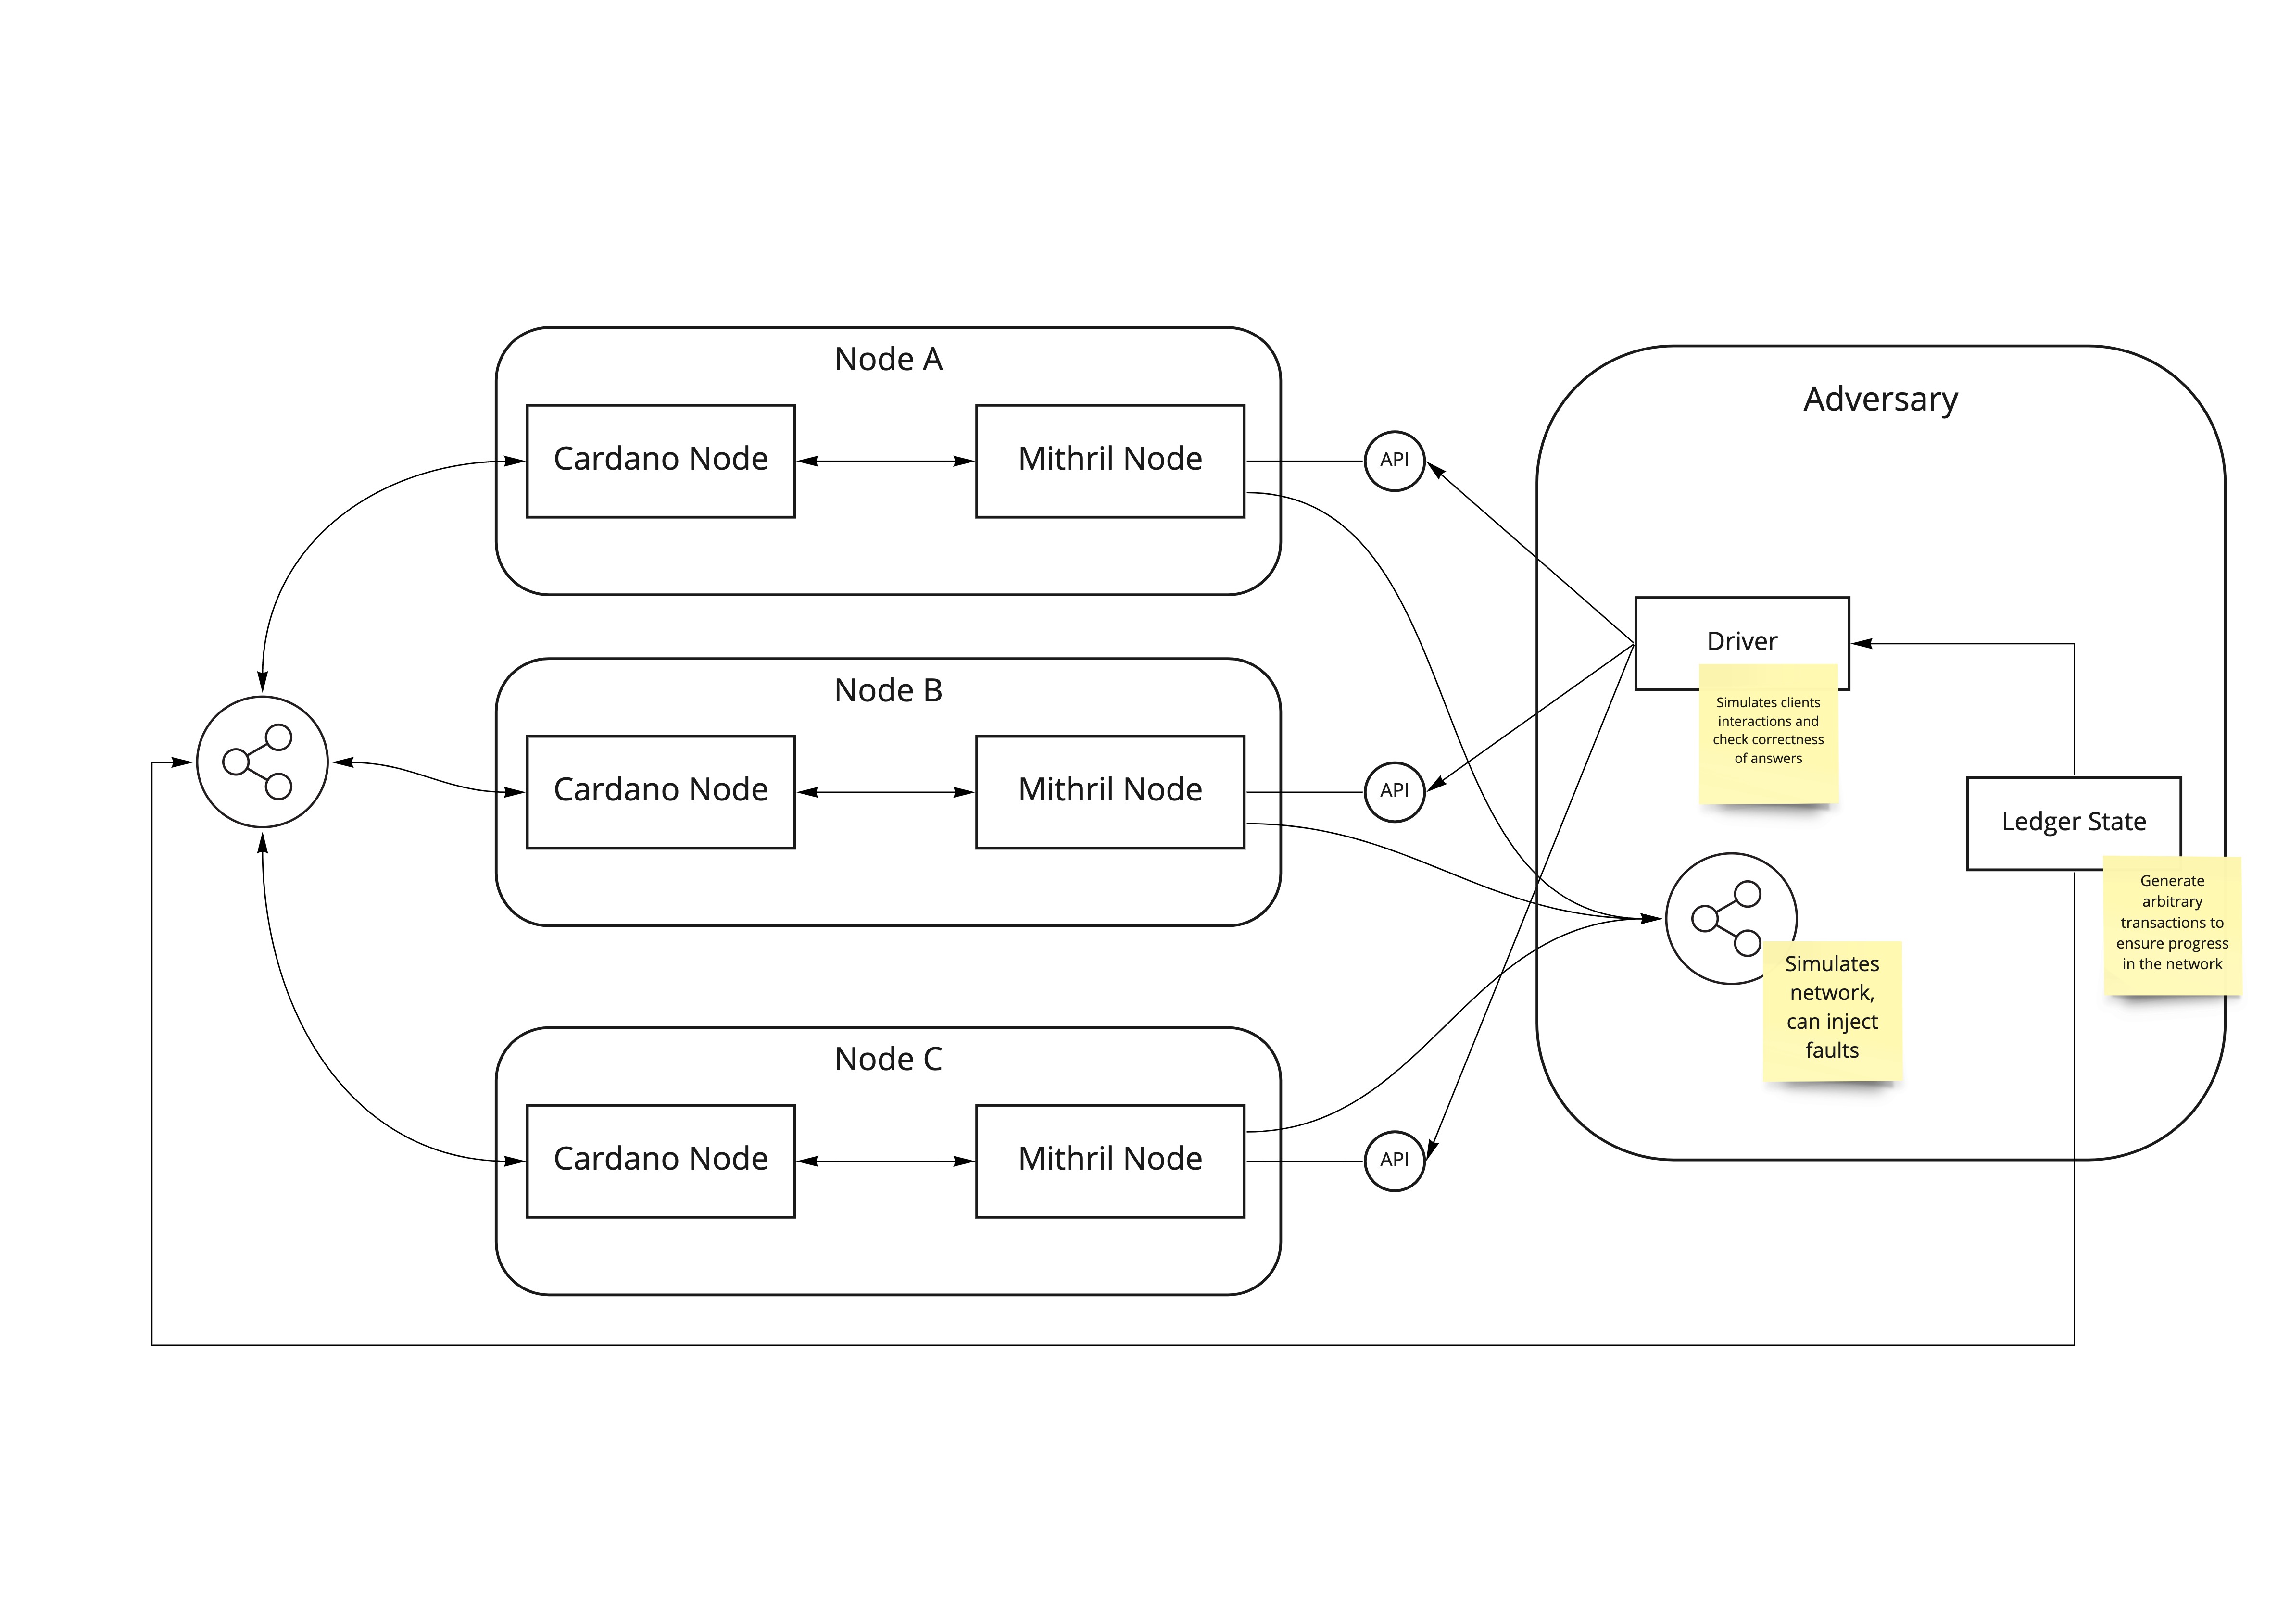 Node A
Cardano Node
Mithril Node
API
Node B
Cardano Node
Mithril Node
API
Node C
Cardano Node
Mithril Node
API
Adversary
Driver
Simulates clients
interactions and
check correctness
of answers
Ledger State
Generate
arbitrary
transactions to
ensure progress
in the network
Simulates
network,
can inject
faults